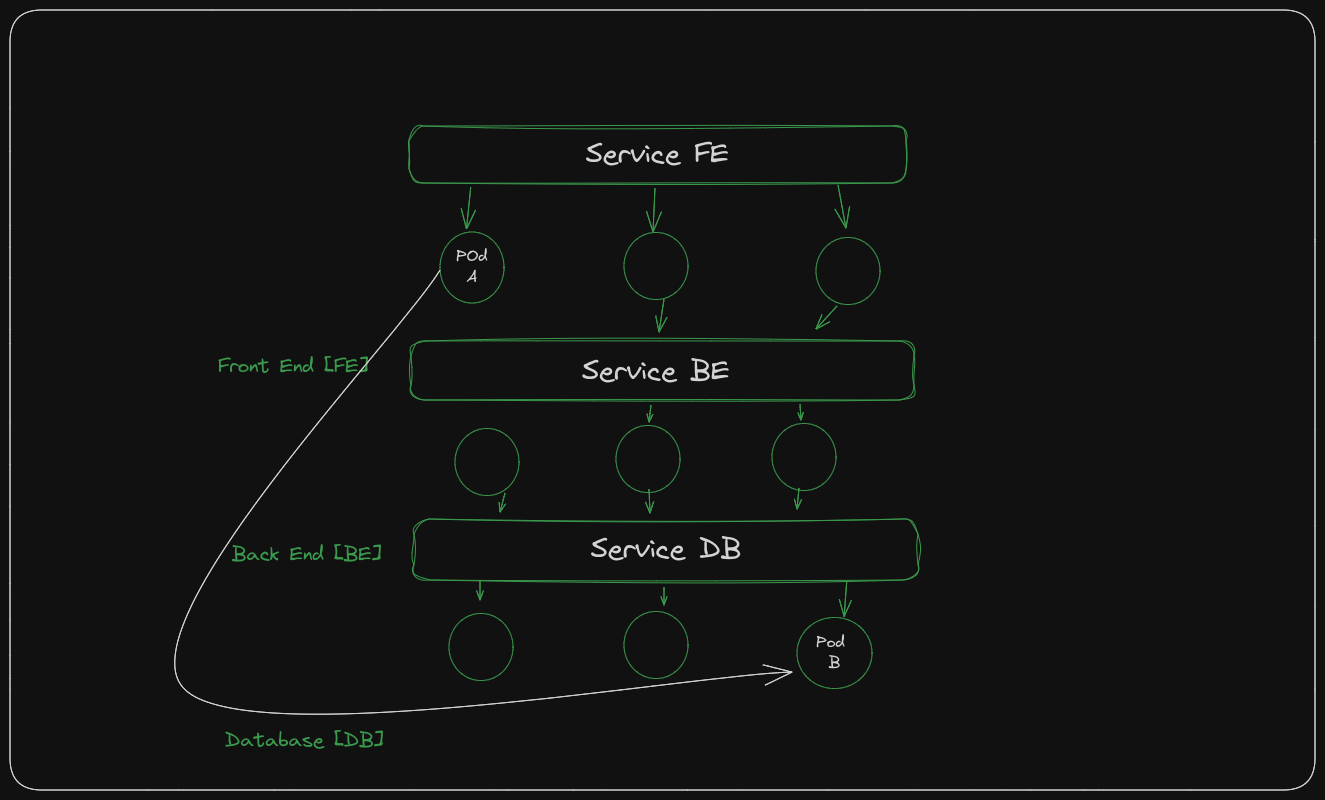 Service FE
POd
A
Front End [FE]
Service BE
Back End [BE]
Service DB
Pod
B
Database [DB]